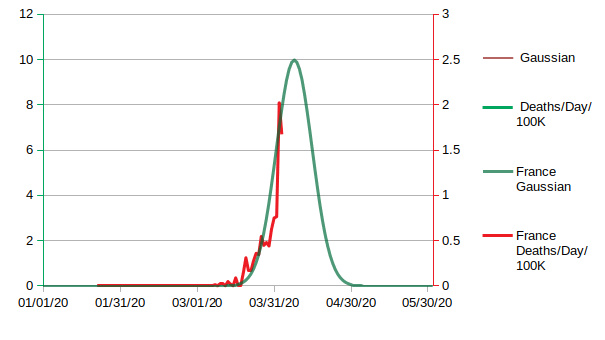 12
10
8
6
4
2
0
3
2.5
2
1.5
1
0.5
0
01/01/20
01/31/20
03/01/20
03/31/20
04/30/20
05/30/20
Gaussian
Deaths/Day/
100K
France
Gaussian
France
Deaths/Day/
100K